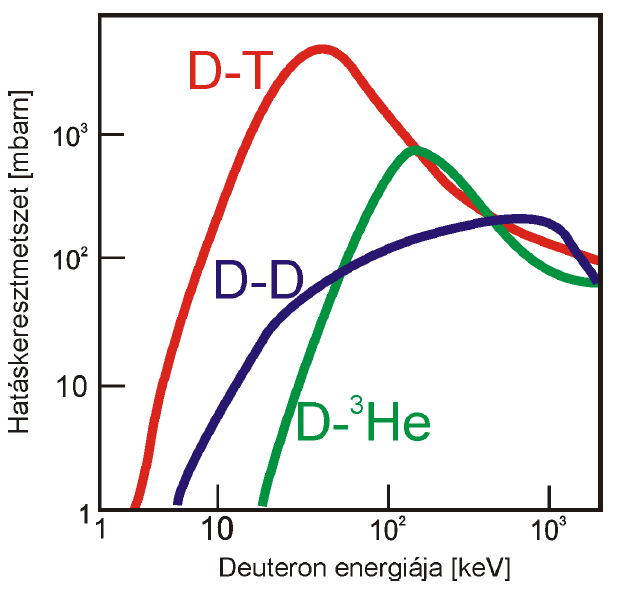 Hatáskeresztmetszet [mbarn]
10³
10²
10
1
D-T
D-D
D-³He
1
10
10²
10³
Deuteron energiája [keV]